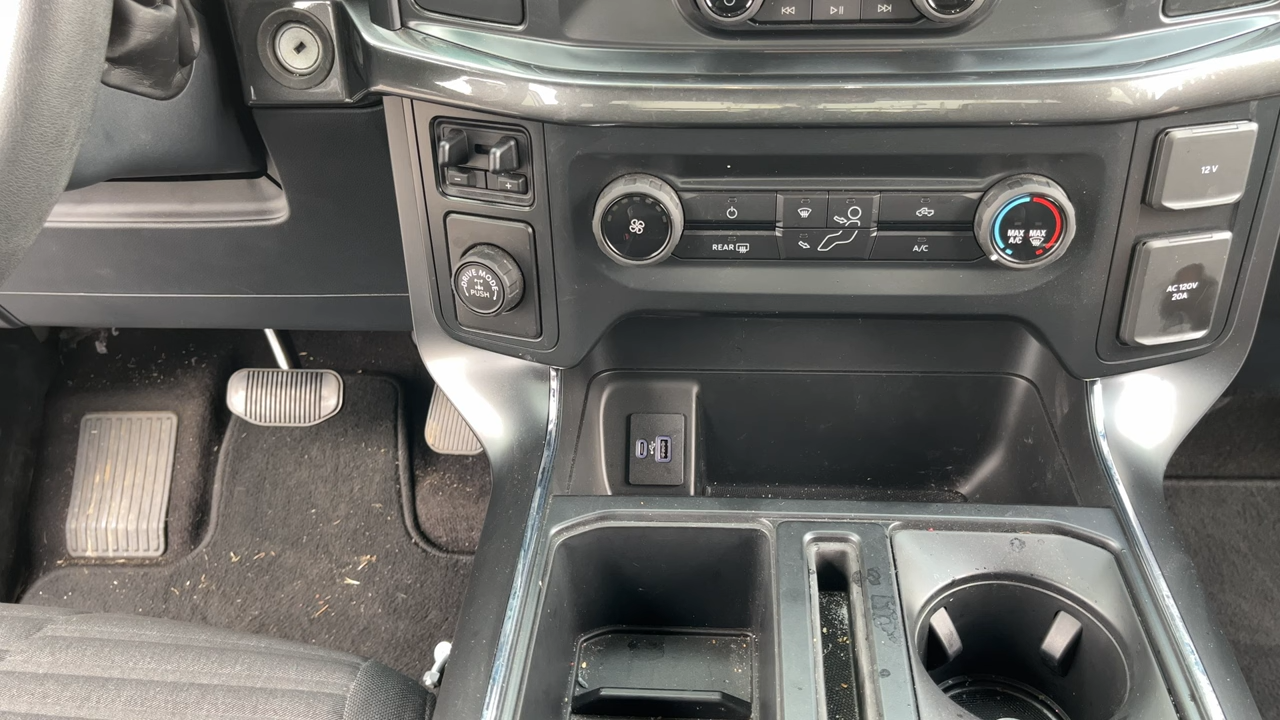 12 V
REAR
A/C
MAX A/C
MAX
DRIVE MODE
PUSH
- +
AC 120V
20A